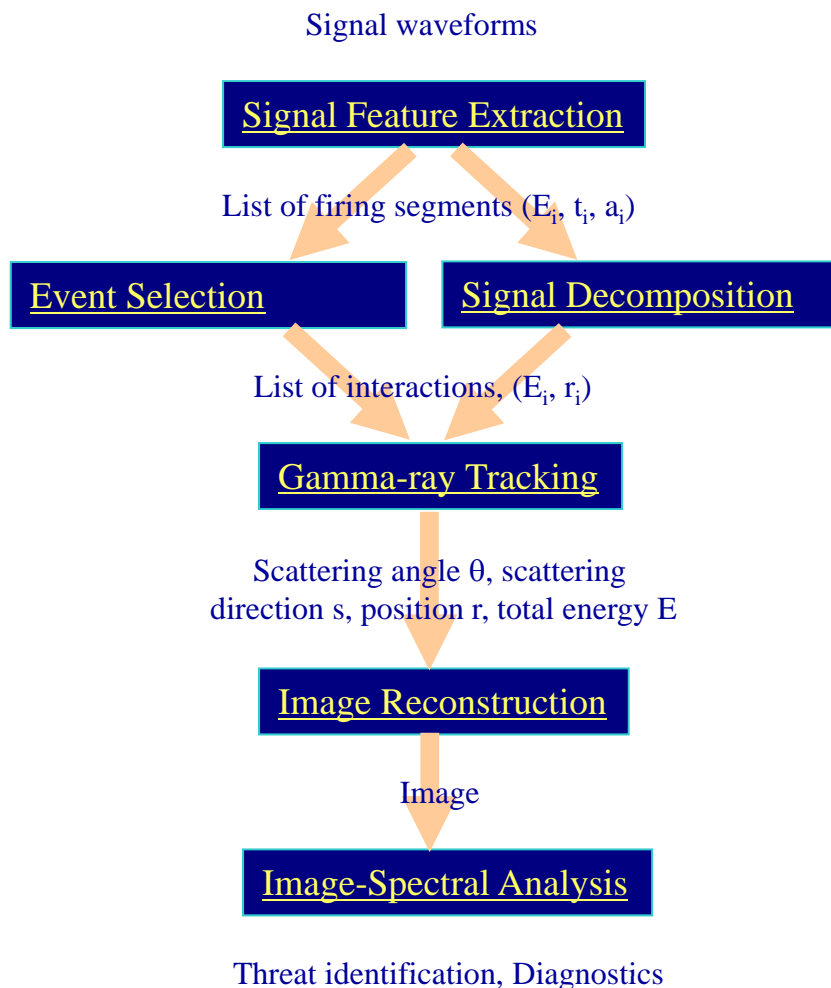 Signal waveforms
Signal Feature Extraction
List of firing segments (Eᵢ, tᵢ, aᵢ)
Event Selection
Signal Decomposition
List of interactions, (Eᵢ, rᵢ)
Gamma-ray Tracking
Scattering angle θ, scattering
direction s, position r, total energy E
Image Reconstruction
Image
Image-Spectral Analysis
Threat identification, Diagnostics